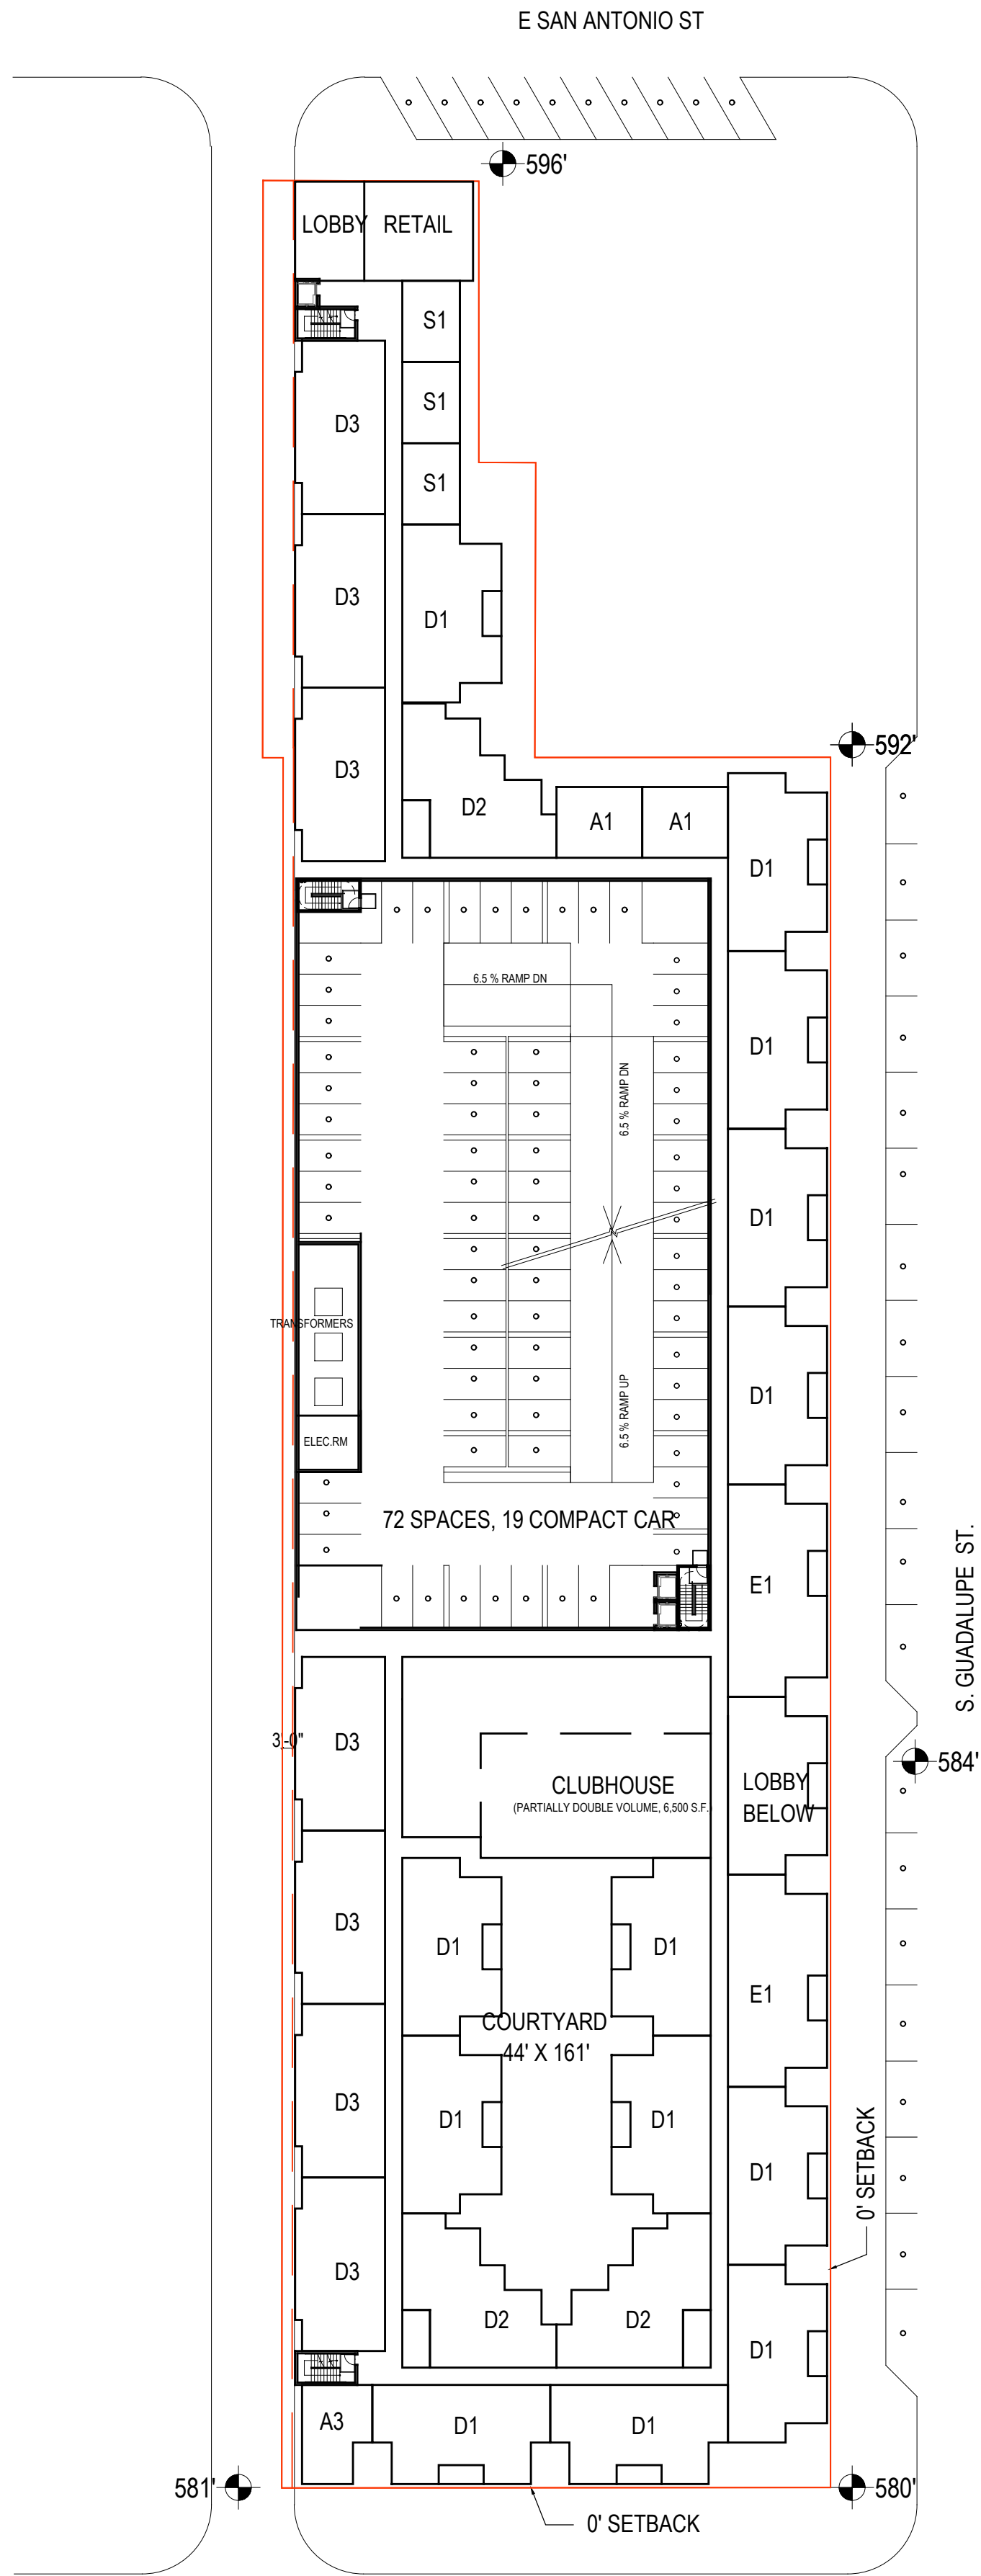 E SAN ANTONIO ST
596'
LOBBY
RETAIL
S1
D3
S1
S1
D3
D1
592'
D3
D2
A1
A1
D1
6.5 % RAMP DN
D1
6.5 % RAMP DN
D1
TRANSFORMERS
6.5 % RAMP UP
D1
ELEC.RM
72 SPACES, 19 COMPACT CAR
E1
S. GUADALUPE ST.
3'-0"
D3
584'
CLUBHOUSE
(PARTIALLY DOUBLE VOLUME, 6,500 S.F.)
LOBBY
BELOW
D3
D1
D1
E1
COURTYARD
44' X 161'
D3
D1
D1
0' SETBACK
D1
D3
D2
D2
D1
A3
D1
D1
581'
580'
0' SETBACK